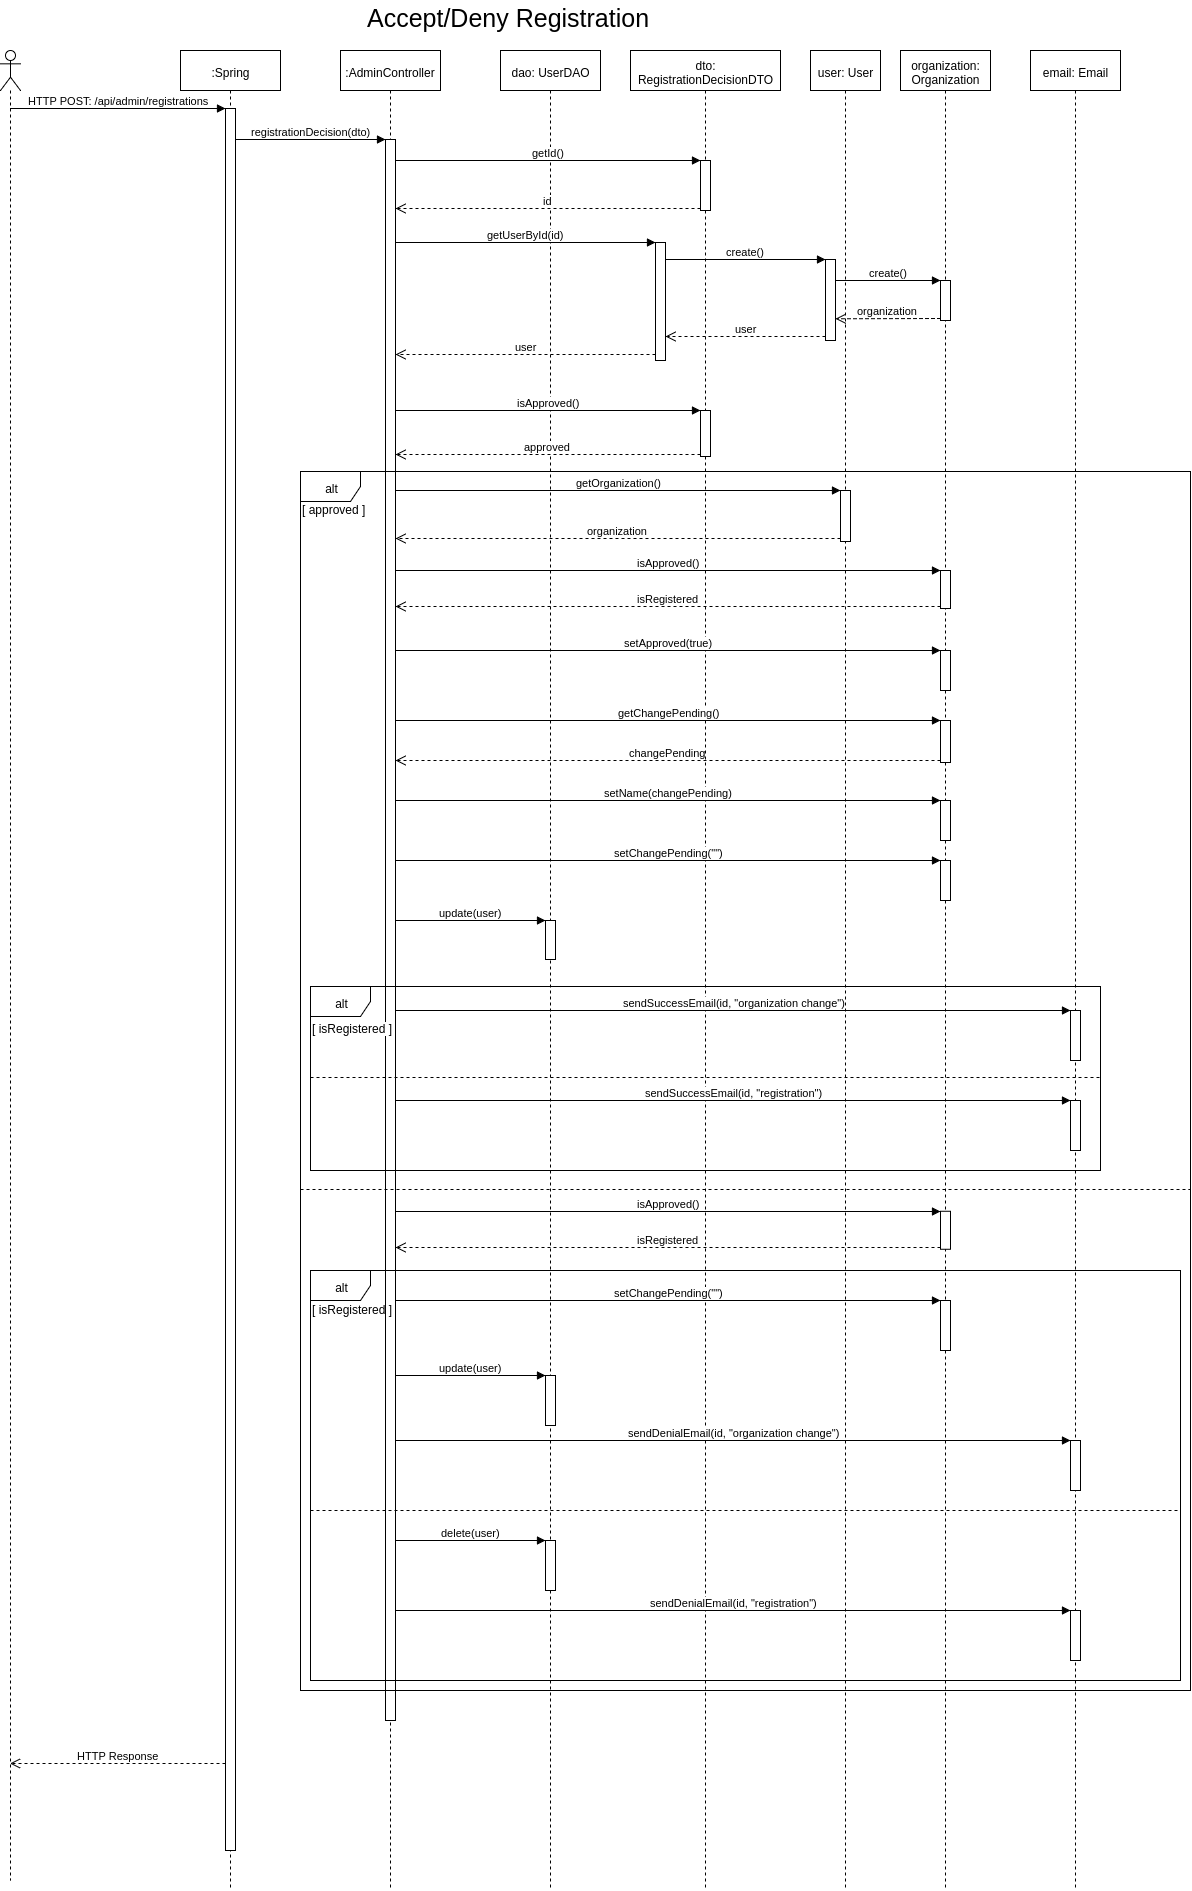 Accept/Deny Registration
:Spring
:AdminController
dao: UserDAO
dto:
RegistrationDecisionDTO
user: User
organization:
Organization
email: Email
HTTP POST: /api/admin/registrations
registrationDecision(dto)
getId()
id
getUserById(id)
create()
create()
organization
user
user
isApproved()
approved
alt
[ approved ]
getOrganization()
organization
isApproved()
isRegistered
setApproved(true)
getChangePending()
changePending
setName(changePending)
setChangePending("")
update(user)
alt
[ isRegistered ]
sendSuccessEmail(id, "organization change")
sendSuccessEmail(id, "registration")
isApproved()
isRegistered
alt
[ isRegistered ]
setChangePending("")
update(user)
sendDenialEmail(id, "organization change")
delete(user)
sendDenialEmail(id, "registration")
HTTP Response